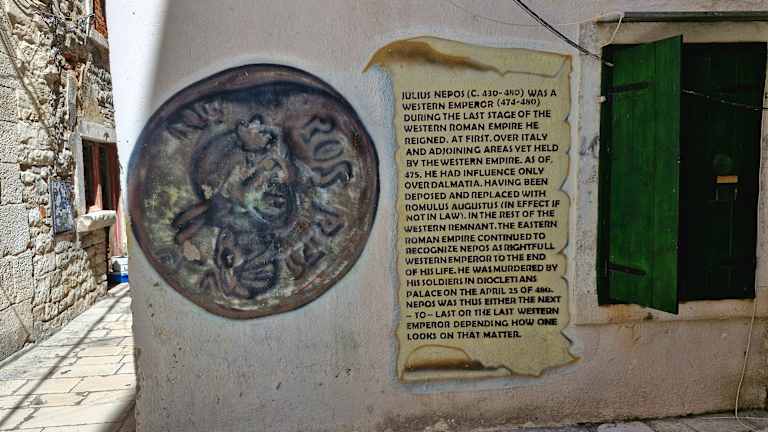 JULIUS NEPOS (C. 430-480) WAS A
WESTERN EMPEROR (474-480)
DURING THE LAST STAGE OF THE
WESTERN ROMAN EMPIRE HE
REIGNED. AT FIRST, OVER ITALY
AND ADJOINING AREAS YET HELD
BY THE WESTERN EMPIRE. AS OF,
475, HE HAD INFLUENCE ONLY
OVER DALMATIA. HAVING BEEN
DEPOSED AND REPLACED WITH
ROMULUS AUGUSTUS (IN EFFECT IF
NOT IN LAW). IN THE REST OF THE
WESTERN REMNANT. THE EASTERN
ROMAN EMPIRE CONTINUED TO
RECOGNIZE NEPOS AS RIGHTFULL
WESTERN EMPEROR TO THE END
OF HIS LIFE. HE WAS MURDERED BY
HIS SOLDIERS IN DIOCLETIANS
PALACE ON THE APRIL 25 OF 480.
NEPOS WAS THUS EITHER THE NEXT
- TO - LAST OR THE LAST WESTERN
EMPEROR DEPENDING HOW ONE
LOOKS ON THAT MATTER.